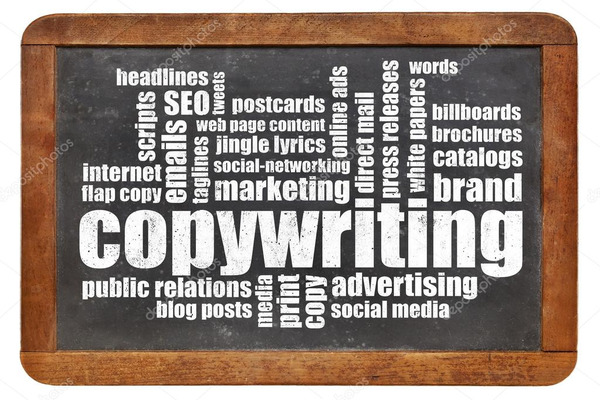 headlines
tweets
words
scripts
SEO
postcards
online ads
direct mail
press releases
white papers
billboards
emails
web page content
brochures
taglines
jingle lyrics
catalogs
internet
social-networking
flap copy
marketing
brand
copywriting
public relations
media
print
copy
advertising
blog posts
social media
depositphotos